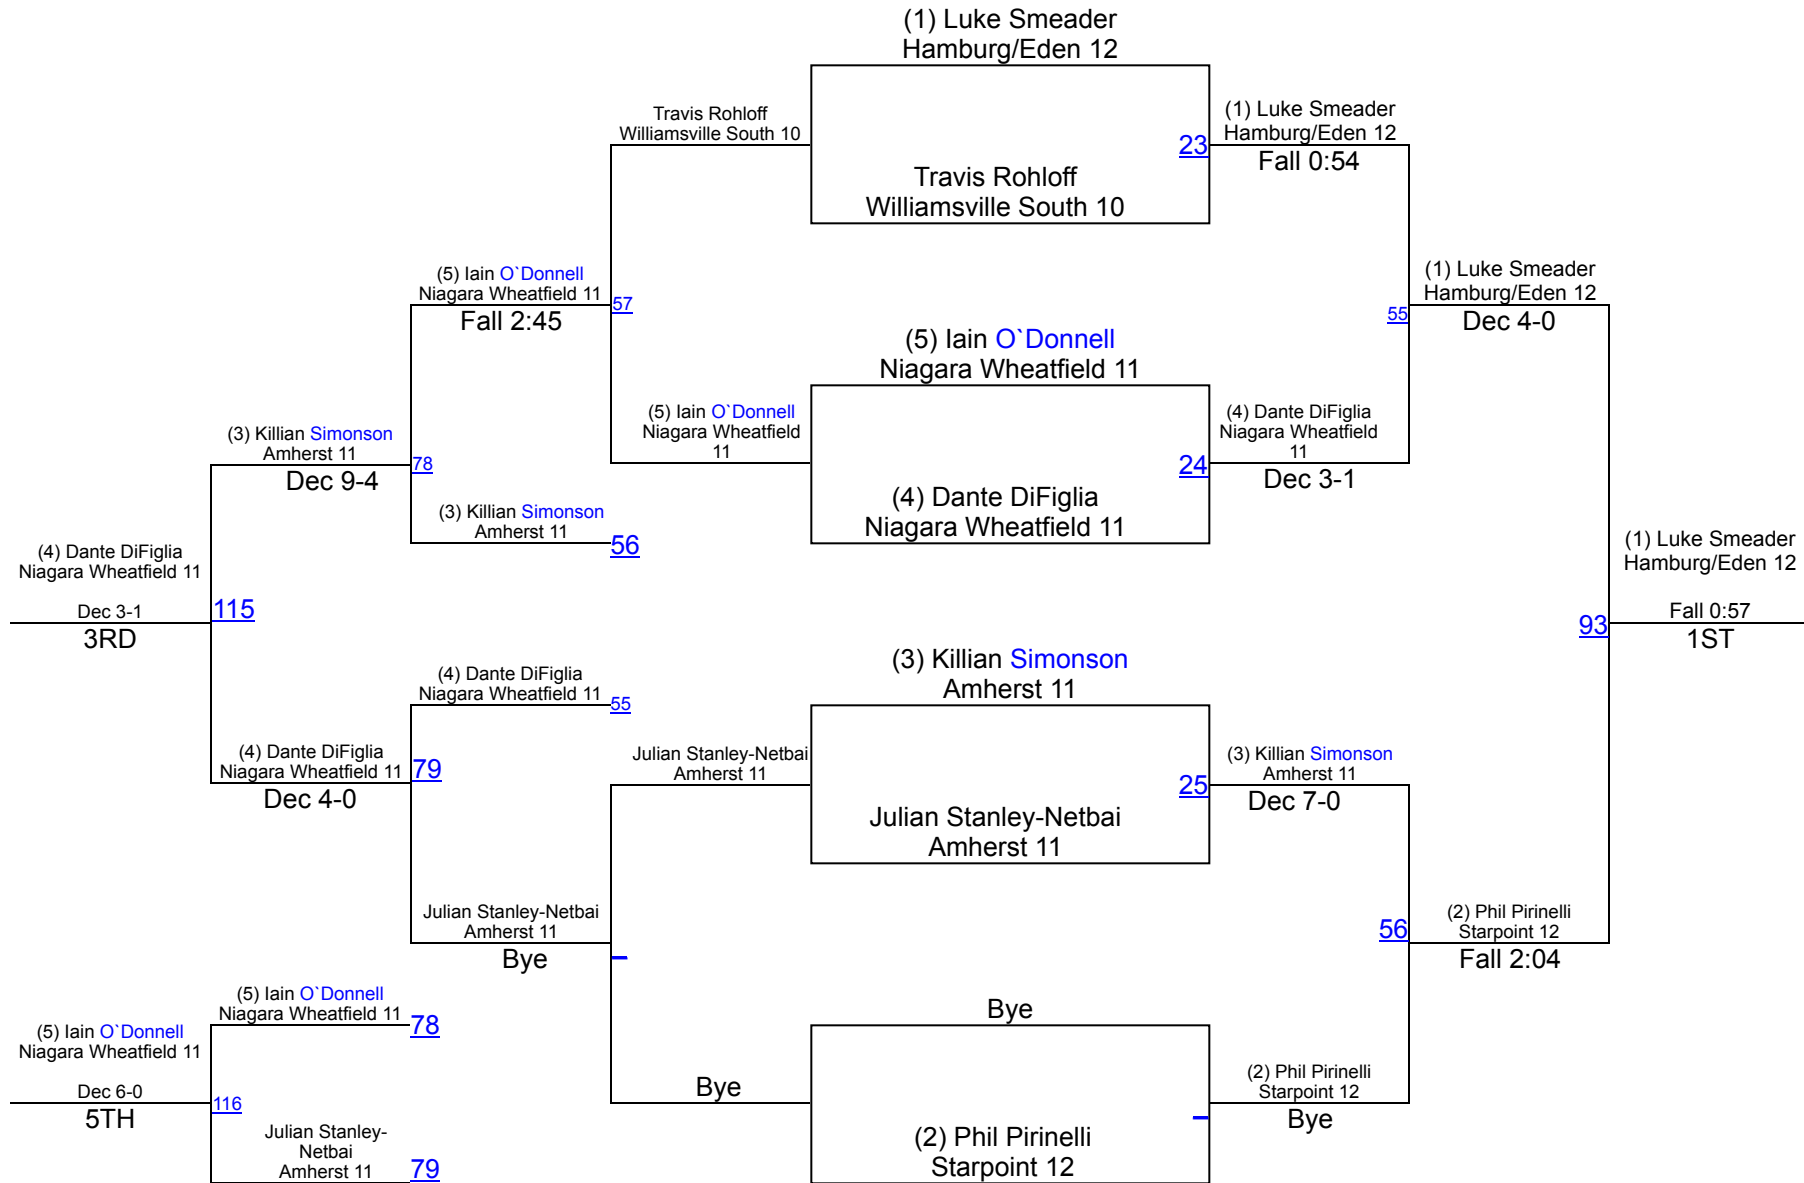 (1) Luke Smeader
Hamburg/Eden 12
Travis Rohloff
Williamsville South 10
(1) Luke Smeader
Hamburg/Eden 12
23
Fall 0:54
Travis Rohloff
Williamsville South 10
(5) Iain O`Donnell
Niagara Wheatfield 11
57
Fall 2:45
(1) Luke Smeader
Hamburg/Eden 12
55
Dec 4-0
(5) Iain O`Donnell
Niagara Wheatfield 11
(5) Iain O`Donnell
Niagara Wheatfield
11
(4) Dante DiFiglia
Niagara Wheatfield
11
24
Dec 3-1
(4) Dante DiFiglia
Niagara Wheatfield 11
(3) Killian Simonson
Amherst 11
78
Dec 9-4
(3) Killian Simonson
Amherst 11
56
(4) Dante DiFiglia
Niagara Wheatfield 11
Dec 3-1
115
3RD
(1) Luke Smeader
Hamburg/Eden 12
Fall 0:57
93
1ST
(3) Killian Simonson
Amherst 11
(4) Dante DiFiglia
Niagara Wheatfield 11
55
(4) Dante DiFiglia
Niagara Wheatfield 11
79
Dec 4-0
Julian Stanley-Netbai
Amherst 11
(3) Killian Simonson
Amherst 11
25
Dec 7-0
Julian Stanley-Netbai
Amherst 11
Julian Stanley-Netbai
Amherst 11
Bye
56
(2) Phil Pirinelli
Starpoint 12
Fall 2:04
(5) Iain O`Donnell
Niagara Wheatfield 11
78
Bye
(5) Iain O`Donnell
Niagara Wheatfield 11
Dec 6-0
116
5TH
Bye
(2) Phil Pirinelli
Starpoint 12
Bye
Julian Stanley-
Netbai
Amherst 11
79
(2) Phil Pirinelli
Starpoint 12